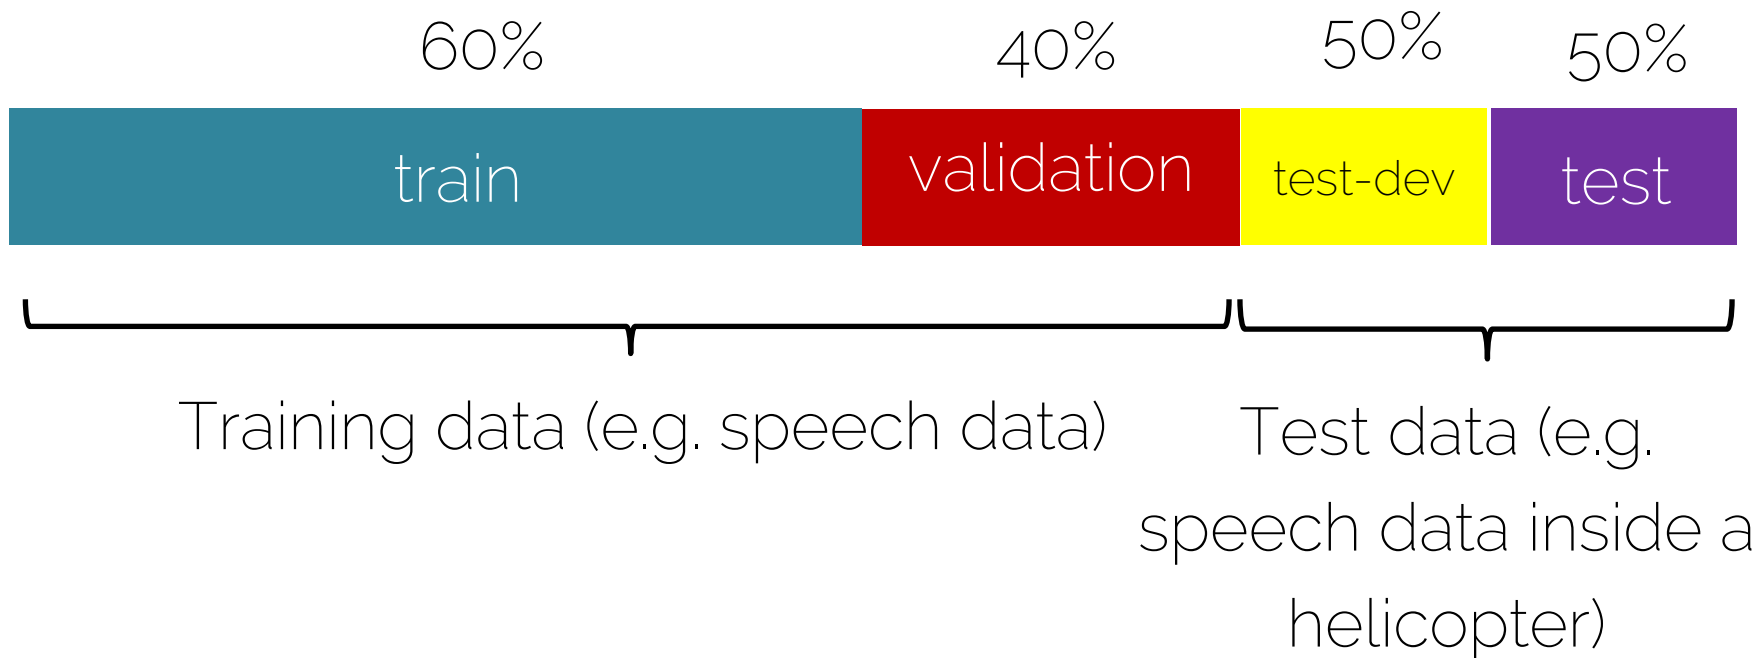 60% 40% 50% 50%
train validation test-dev test
Training data (e.g. speech data)
Test data (e.g.
speech data inside a
helicopter)